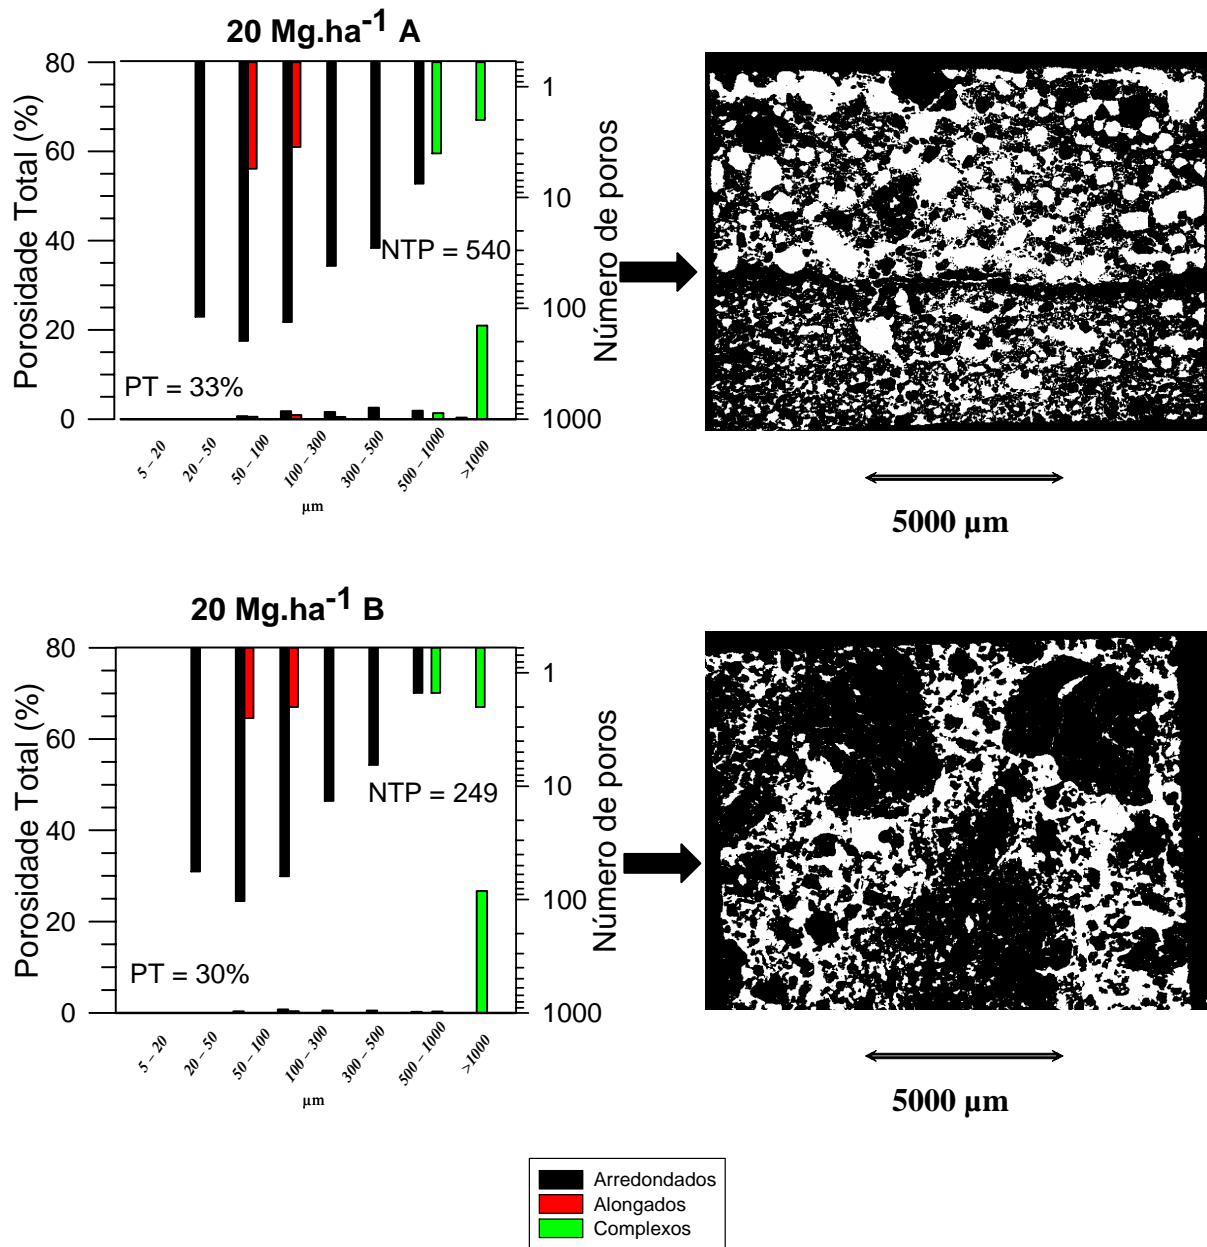 20 Mg.ha-1 A
80
60
40
20
0
Porosidade Total (%)
1
10
100
1000
Número de poros
NTP = 540
PT = 33%
5 – 20
20 – 50
50 – 100
100 – 300
300 – 500
500 – 1000
>1000
µm
5000 µm
20 Mg.ha-1 B
80
60
40
20
0
Porosidade Total (%)
1
10
100
1000
Número de poros
NTP = 249
PT = 30%
5 – 20
20 – 50
50 – 100
100 – 300
300 – 500
500 – 1000
>1000
µm
5000 µm
Arredondados
Alongados
Complexos